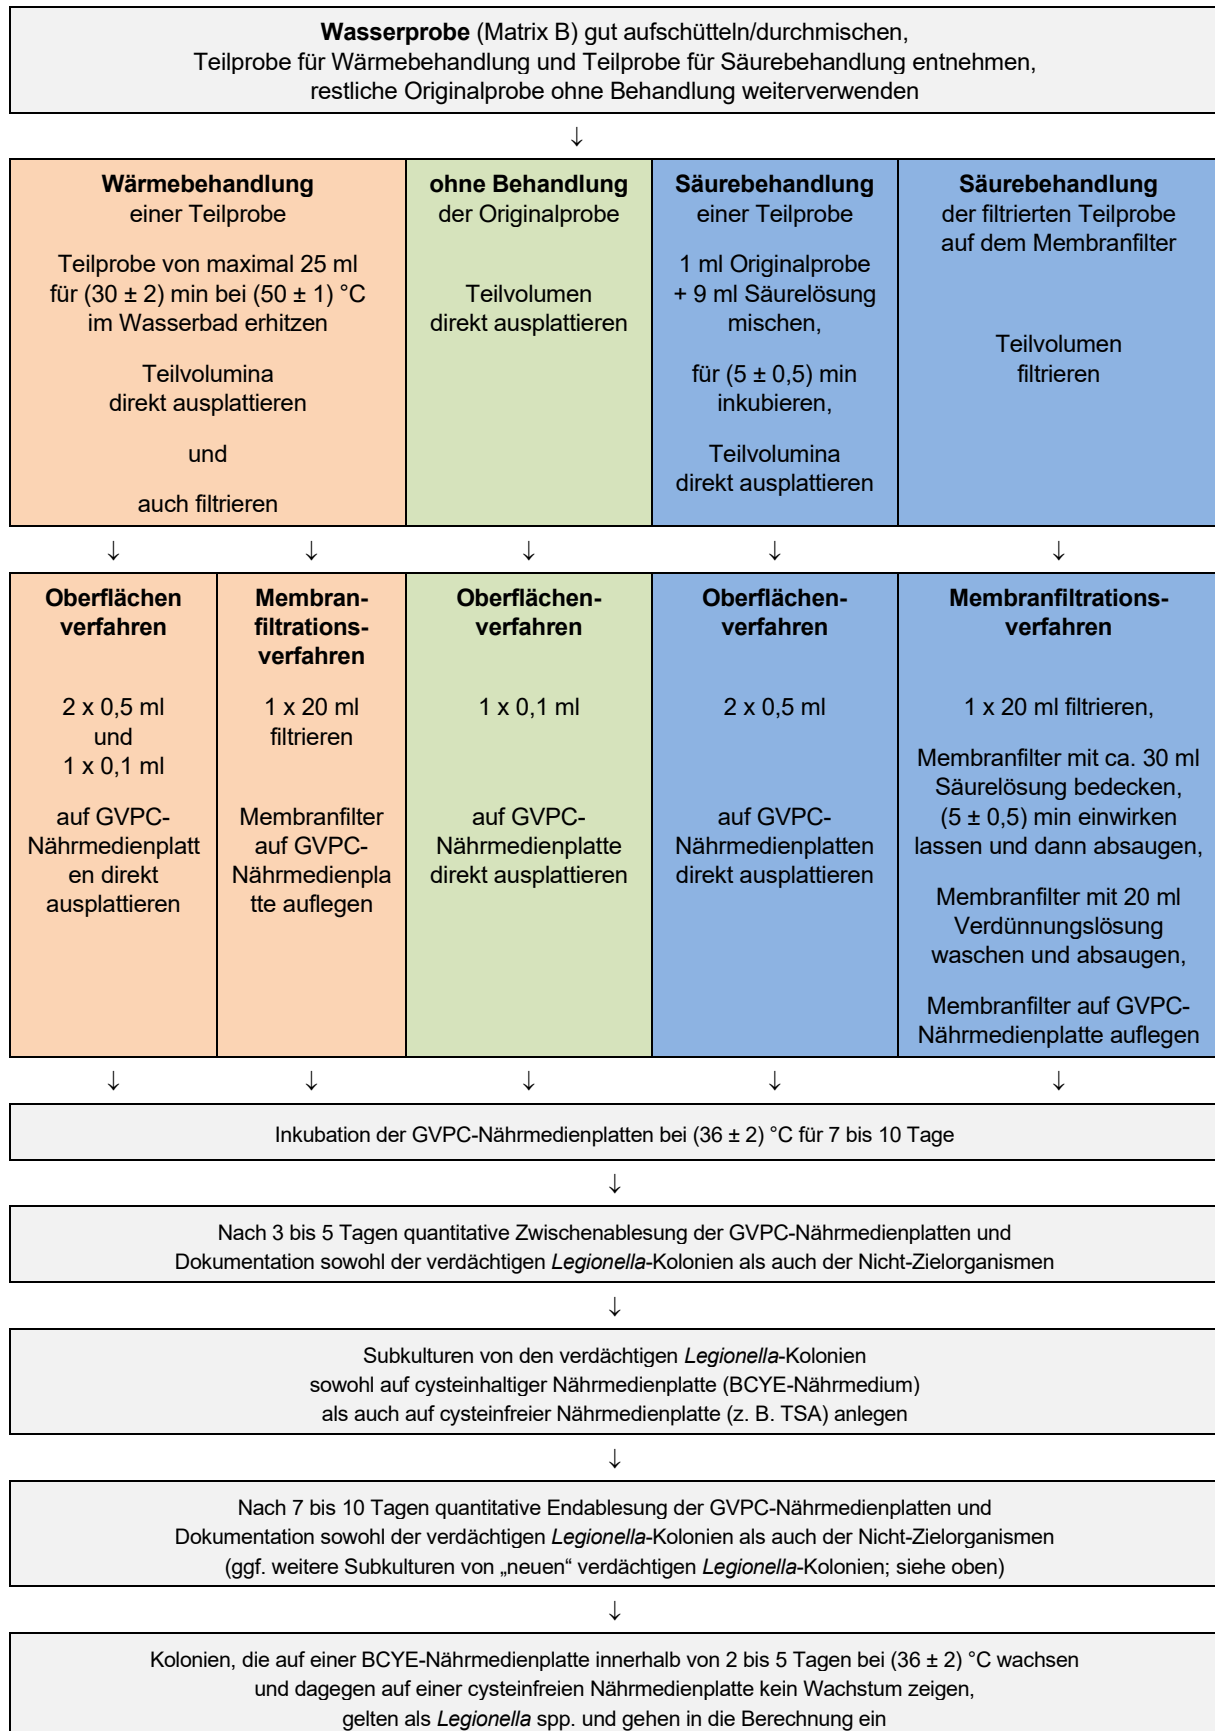 Wasserprobe (Matrix B) gut aufschütteln/durchmischen,
Teilprobe für Wärmebehandlung und Teilprobe für Säurebehandlung entnehmen,
restliche Originalprobe ohne Behandlung weiterverwenden
↓
Wärmebehandlung
einer Teilprobe
Teilprobe von maximal 25 ml
für (30 ± 2) min bei (50 ± 1) °C
im Wasserbad erhitzen
Teilvolumina
direkt ausplattieren
und
auch filtrieren
ohne Behandlung
der Originalprobe
Teilvolumen
direkt ausplattieren
Säurebehandlung
einer Teilprobe
1 ml Originalprobe
+ 9 ml Säurelösung
mischen,
für (5 ± 0,5) min
inkubieren,
Teilvolumina
direkt ausplattieren
Säurebehandlung
der filtrierten Teilprobe
auf dem Membranfilter
Teilvolumen
filtrieren
↓ ↓ ↓ ↓ ↓
Oberflächen
verfahren
2 x 0,5 ml
und
1 x 0,1 ml
auf GVPC-
Nährmedienplatt
en direkt
ausplattieren
Membran-
filtrations-
verfahren
1 x 20 ml
filtrieren
Membranfilter
auf GVPC-
Nährmedienpla
tte auflegen
Oberflächen-
verfahren
1 x 0,1 ml
auf GVPC-
Nährmedienplatte
direkt ausplattieren
Oberflächen-
verfahren
2 x 0,5 ml
auf GVPC-
Nährmedienplatten
direkt ausplattieren
Membranfiltrations-
verfahren
1 x 20 ml filtrieren,
Membranfilter mit ca. 30 ml
Säurelösung bedecken,
(5 ± 0,5) min einwirken
lassen und dann absaugen,
Membranfilter mit 20 ml
Verdünnungslösung
waschen und absaugen,
Membranfilter auf GVPC-
Nährmedienplatte auflegen
↓ ↓ ↓ ↓ ↓
Inkubation der GVPC-Nährmedienplatten bei (36 ± 2) °C für 7 bis 10 Tage
↓
Nach 3 bis 5 Tagen quantitative Zwischenablesung der GVPC-Nährmedienplatten und
Dokumentation sowohl der verdächtigen Legionella-Kolonien als auch der Nicht-Zielorganismen
↓
Subkulturen von den verdächtigen Legionella-Kolonien
sowohl auf cysteinhaltiger Nährmedienplatte (BCYE-Nährmedium)
als auch auf cysteinfreier Nährmedienplatte (z. B. TSA) anlegen
↓
Nach 7 bis 10 Tagen quantitative Endablesung der GVPC-Nährmedienplatten und
Dokumentation sowohl der verdächtigen Legionella-Kolonien als auch der Nicht-Zielorganismen
(ggf. weitere Subkulturen von „neuen“ verdächtigen Legionella-Kolonien; siehe oben)
↓
Kolonien, die auf einer BCYE-Nährmedienplatte innerhalb von 2 bis 5 Tagen bei (36 ± 2) °C wachsen
und dagegen auf einer cysteinfreien Nährmedienplatte kein Wachstum zeigen,
gelten als Legionella spp. und gehen in die Berechnung ein